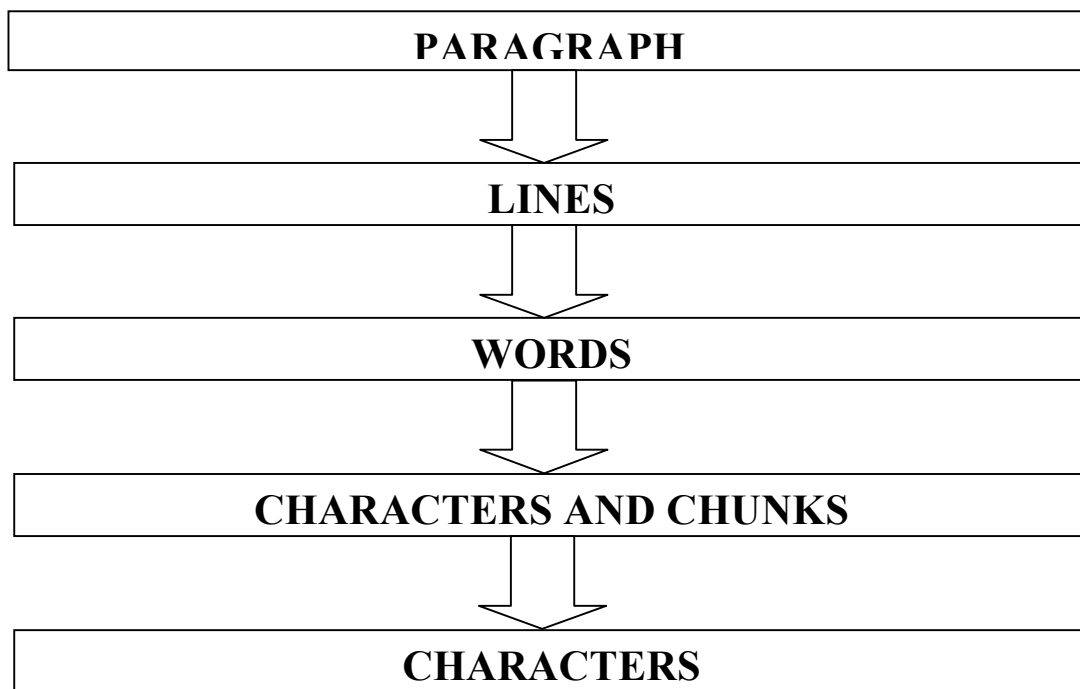 PARAGRAPH
LINES
WORDS
CHARACTERS AND CHUNKS
CHARACTERS